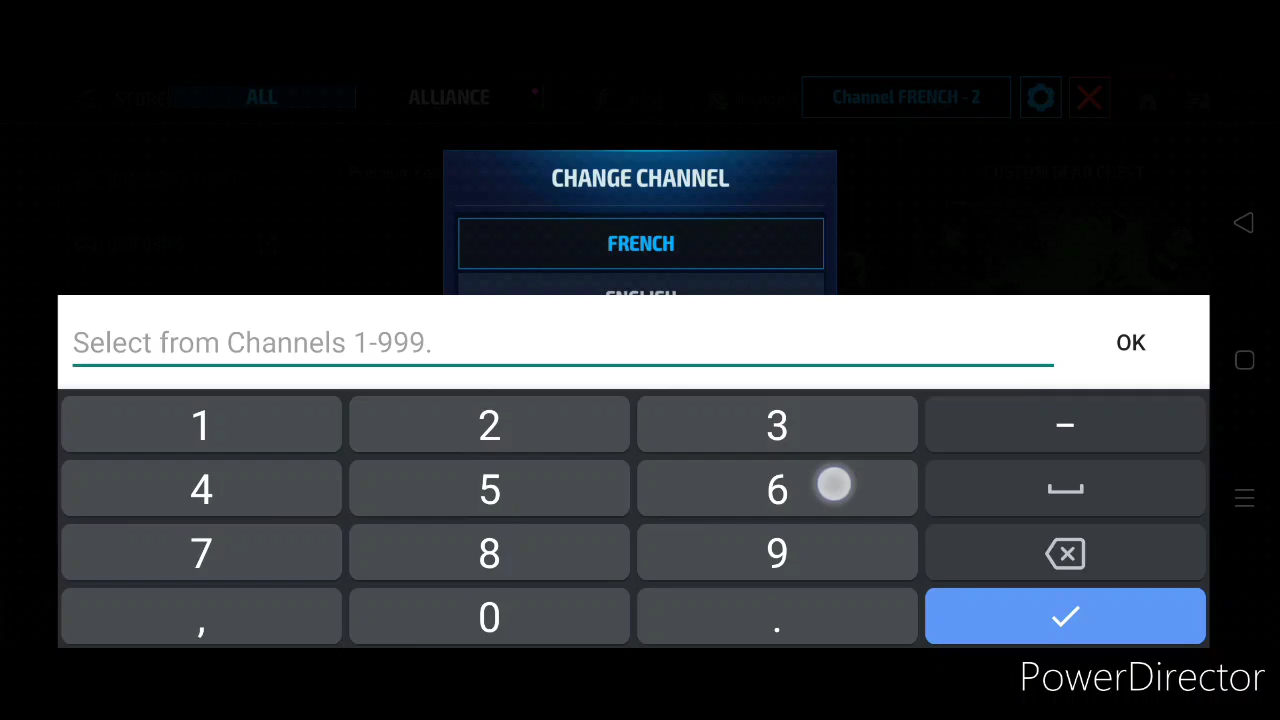 ALL
ALLIANCE
Channel FRENCH - 2
CHANGE CHANNEL
FRENCH
ENGLISH
Select from Channels 1-999.
OK
1 2 3 –
4 5 6
7 8 9
, 0 .
PowerDirector